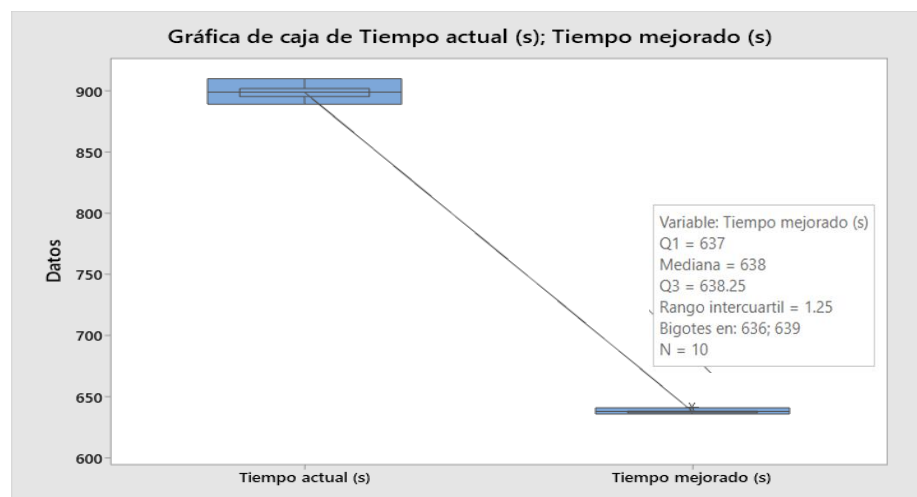 Gráfica de caja de Tiempo actual (s); Tiempo mejorado (s)
900
850
800
750
700
650
600
Datos
Variable: Tiempo mejorado (s)
Q1 = 637
Mediana = 638
Q3 = 638.25
Rango intercuartil = 1.25
Bigotes en: 636; 639
N = 10
Tiempo actual (s)
Tiempo mejorado (s)